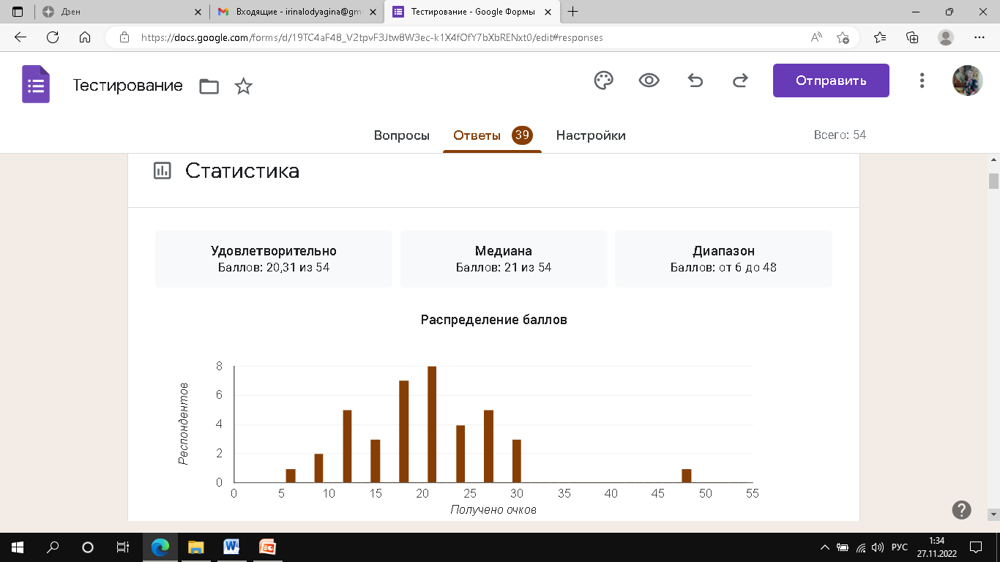 Дзен
Входящие - irinalodyagina@gm
Тестирование - Google Формы
https://docs.google.com/forms/d/19TC4aF48_V2tpvF3Jtw8W3ec-k1X4fOfY7bXbRENxt0/edit#responses
Тестирование
Отправить
Вопросы Ответы 39 Настройки Всего: 54
Статистика
Удовлетворительно
Баллов: 20,31 из 54
Медиана
Баллов: 21 из 54
Диапазон
Баллов: от 6 до 48
Распределение баллов
Респондентов
8
6
4
2
0
0 5 10 15 20 25 30 35 40 45 50 55
Получено очков
РУС
1:34
27.11.2022